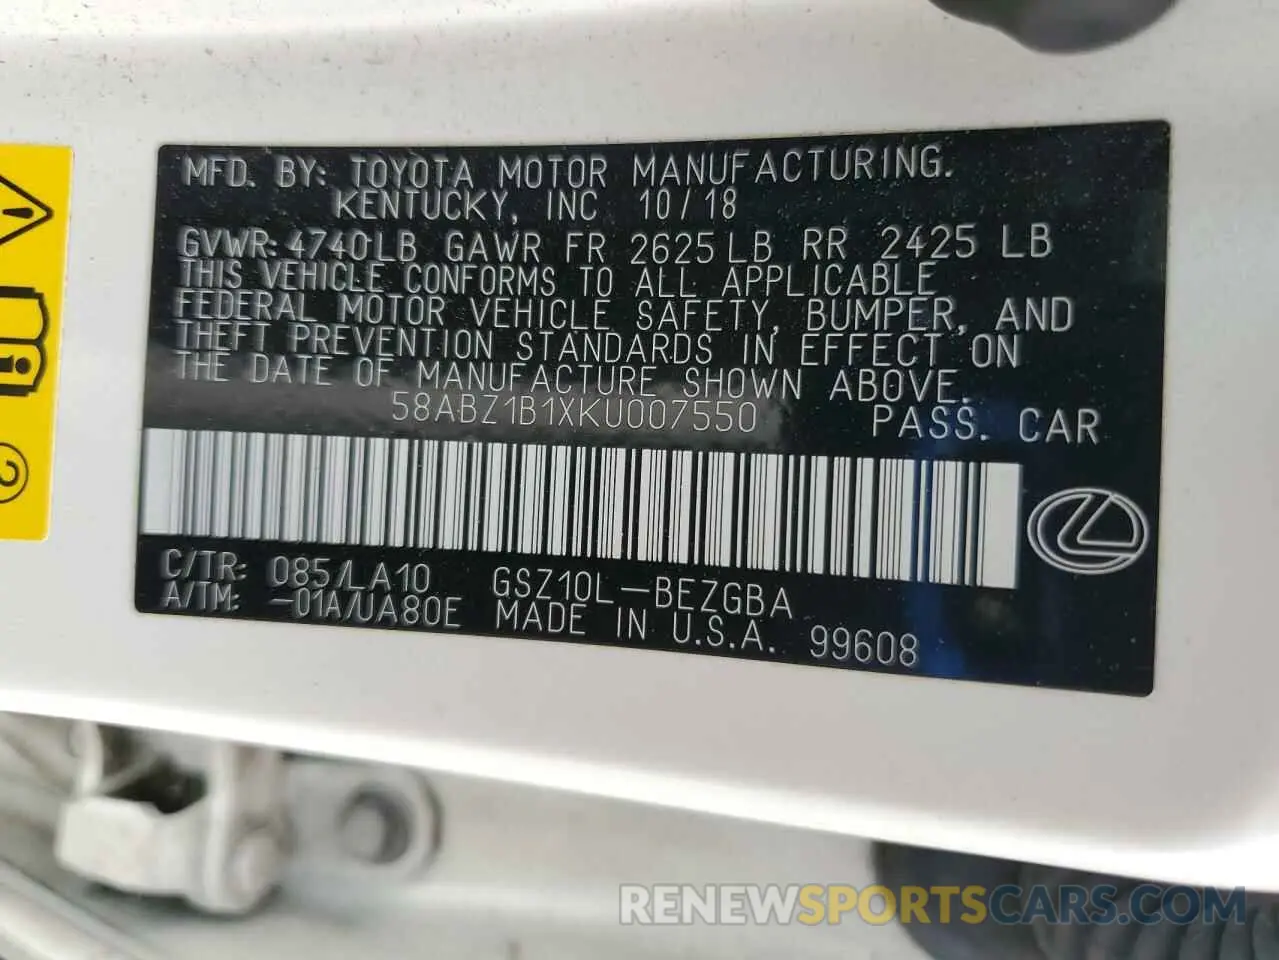 MFD. BY: TOYOTA MOTOR MANUFACTURING.
KENTUCKY, INC 10/18
GVWR: 4740LB GAWR FR 2625LB RR 2425 LB
THIS VEHICLE CONFORMS TO ALL APPLICABLE
FEDERAL MOTOR VEHICLE SAFETY, BUMPER, AND
THEFT PREVENTION STANDARDS IN EFFECT ON
THE DATE OF MANUFACTURE SHOWN ABOVE.
58ABZ1B1XKU007550 PASS. CAR
C/TR: 085/LA10 GSZ10L-BEZGBA
A/TM: -01A/UA80E MADE IN U.S.A. 99608
2
RENEWSPORTSCARS.COM